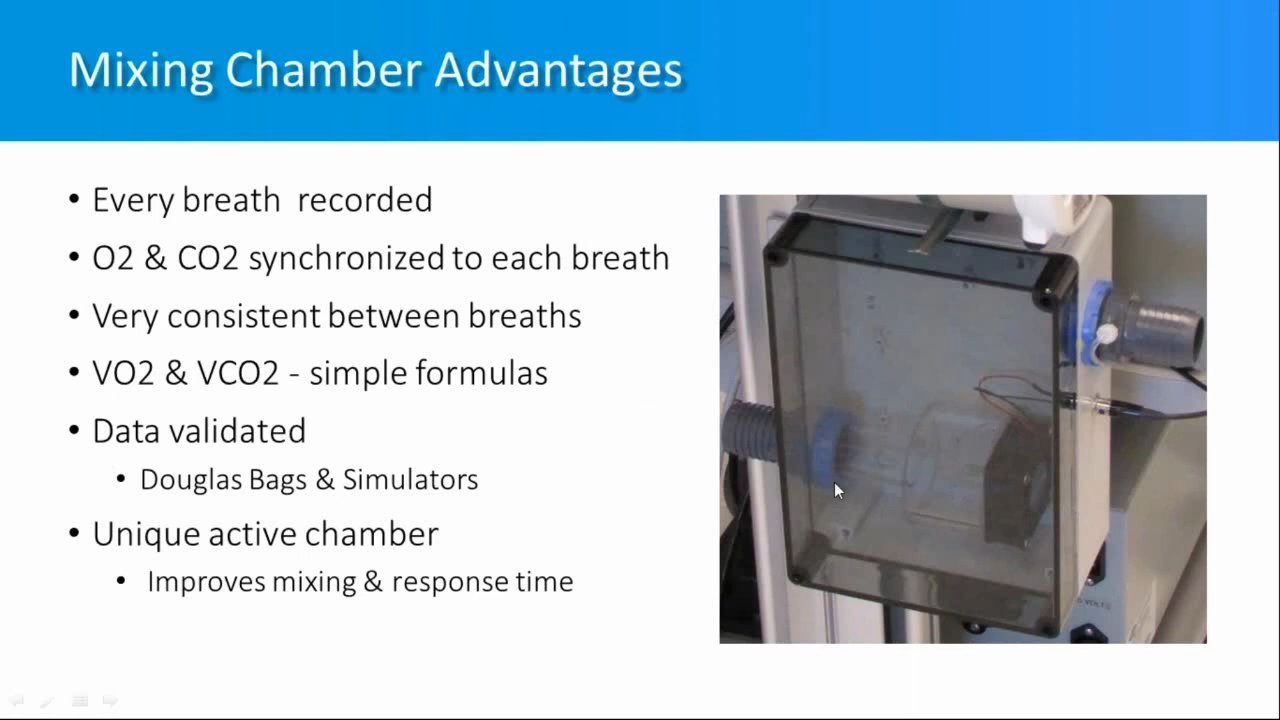 Mixing Chamber Advantages
• Every breath recorded
• O2 & CO2 synchronized to each breath
• Very consistent between breaths
• VO2 & VCO2 - simple formulas
• Data validated
• Douglas Bags & Simulators
• Unique active chamber
• Improves mixing & response time
VOLTS